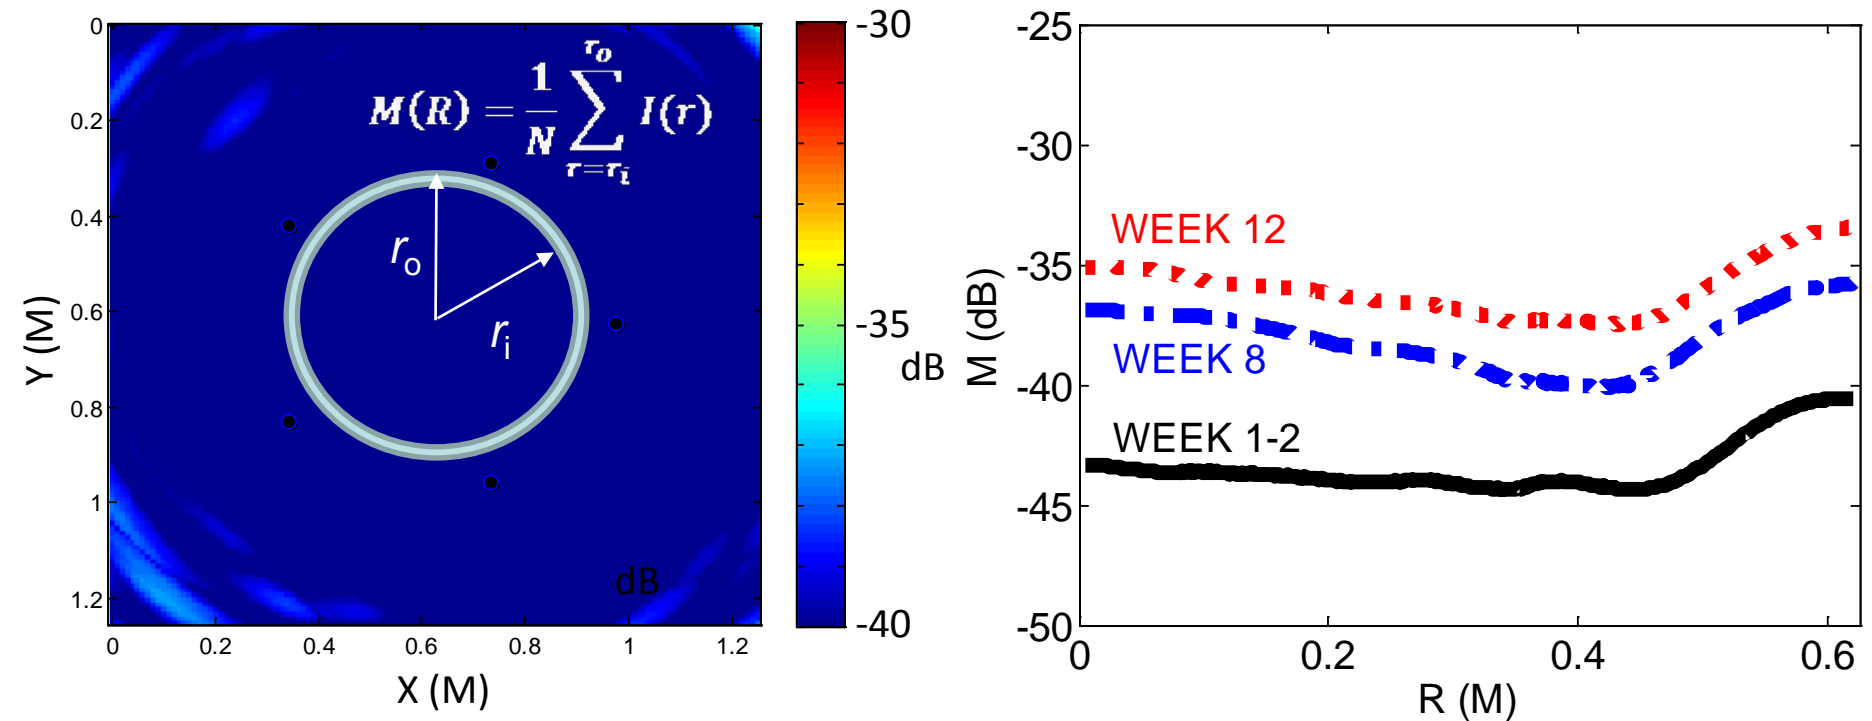 0
0.2
0.4
0.6
0.8
1
1.2
Y (M)
M(R) = 1/N ∑ r=r_i r_o I(r)
r_o
r_i
dB
0 0.2 0.4 0.6 0.8 1 1.2
X (M)
-30
-35
-40
dB
-25
-30
-35
-40
-45
-50
M (dB)
WEEK 12
WEEK 8
WEEK 1-2
0 0.2 0.4 0.6
R (M)